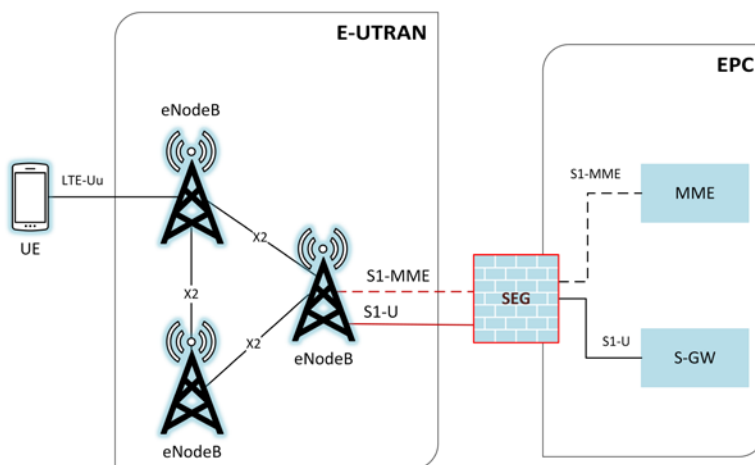 E-UTRAN
EPC
eNodeB
LTE-Uu
UE
X2
X2
X2
eNodeB
eNodeB
S1-MME
S1-U
SEG
S1-MME
MME
S1-U
S-GW